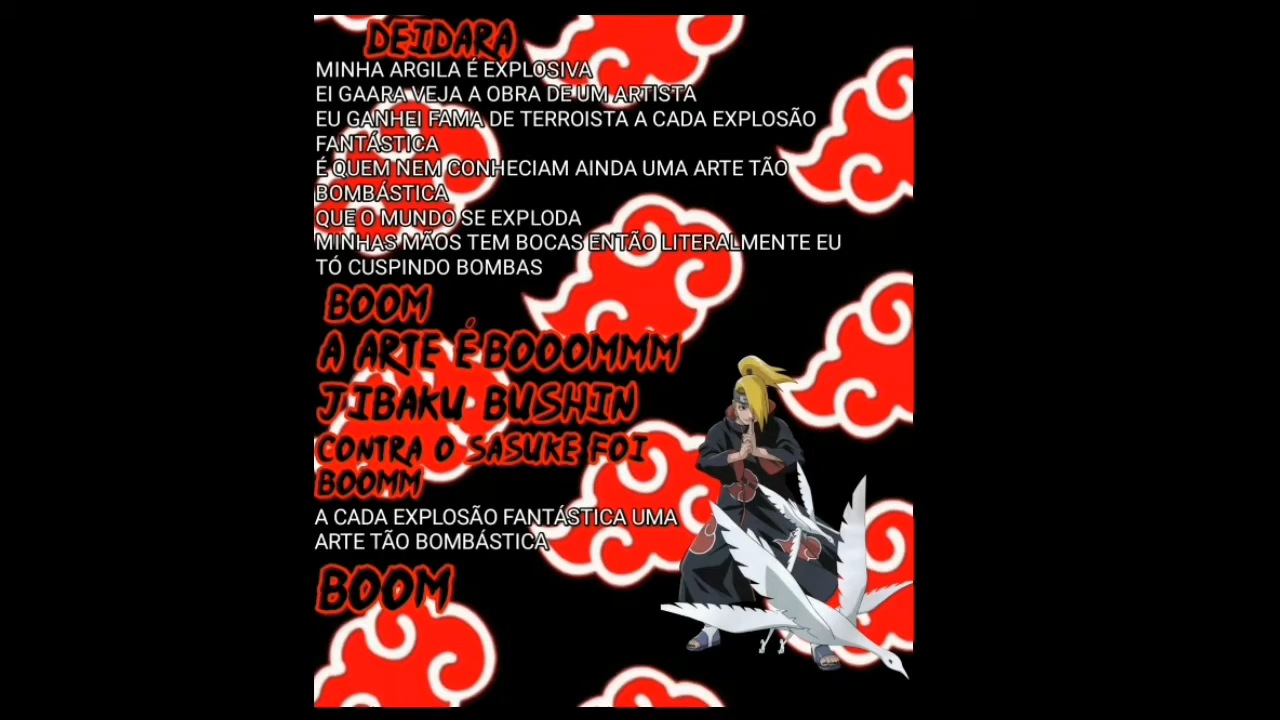 DEIDARA
MINHA ARGILA É EXPLOSIVA
EI GAARA VEJA A OBRA DE UM ARTISTA
EU GANHEI FAMA DE TERROISTA A CADA EXPLOSÃO
FANTÁSTICA
É QUEM NEM CONHECIAM AINDA UMA ARTE TÃO
BOMBÁSTICA
QUE O MUNDO SE EXPLODA
MINHAS MÃOS TEM BOCAS ENTÃO LITERALMENTE EU
TÓ CUSPINDO BOMBAS
BOOM
A ARTE É BOOOMMM
JIBAKU BUSHIN
CONTRA O SASUKE FOI
BOOMM
A CADA EXPLOSÃO FANTÁSTICA UMA
ARTE TÃO BOMBÁSTICA
BOOM